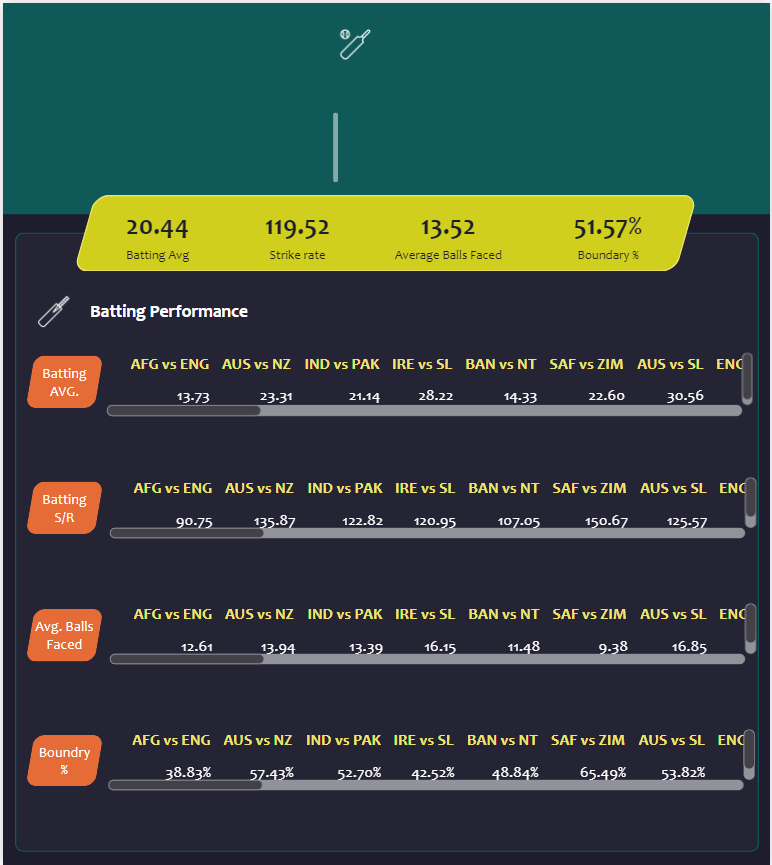 20.44 119.52 13.52 51.57%
Batting Avg Strike rate Average Balls Faced Boundary %
Batting Performance
Batting AVG.
AFG vs ENG AUS vs NZ IND vs PAK IRE vs SL BAN vs NT SAF vs ZIM AUS vs SL ENG
13.73 23.31 21.14 28.22 14.33 22.60 30.56
Batting S/R
AFG vs ENG AUS vs NZ IND vs PAK IRE vs SL BAN vs NT SAF vs ZIM AUS vs SL ENG
90.75 135.87 122.82 120.95 107.05 150.67 125.57
Avg. Balls Faced
AFG vs ENG AUS vs NZ IND vs PAK IRE vs SL BAN vs NT SAF vs ZIM AUS vs SL ENG
12.61 13.94 13.39 16.15 11.48 9.38 16.85
Boundry %
AFG vs ENG AUS vs NZ IND vs PAK IRE vs SL BAN vs NT SAF vs ZIM AUS vs SL ENG
38.83% 57.43% 52.70% 42.52% 48.84% 65.49% 53.82%